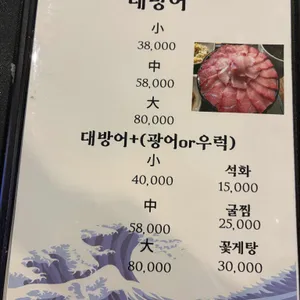 대방어
小
38,000
中
58,000
大
80,000
대방어+(광어or우럭)
小
40,000
中
58,000
大
80,000
석화
15,000
굴찜
25,000
꽃게탕
30,000